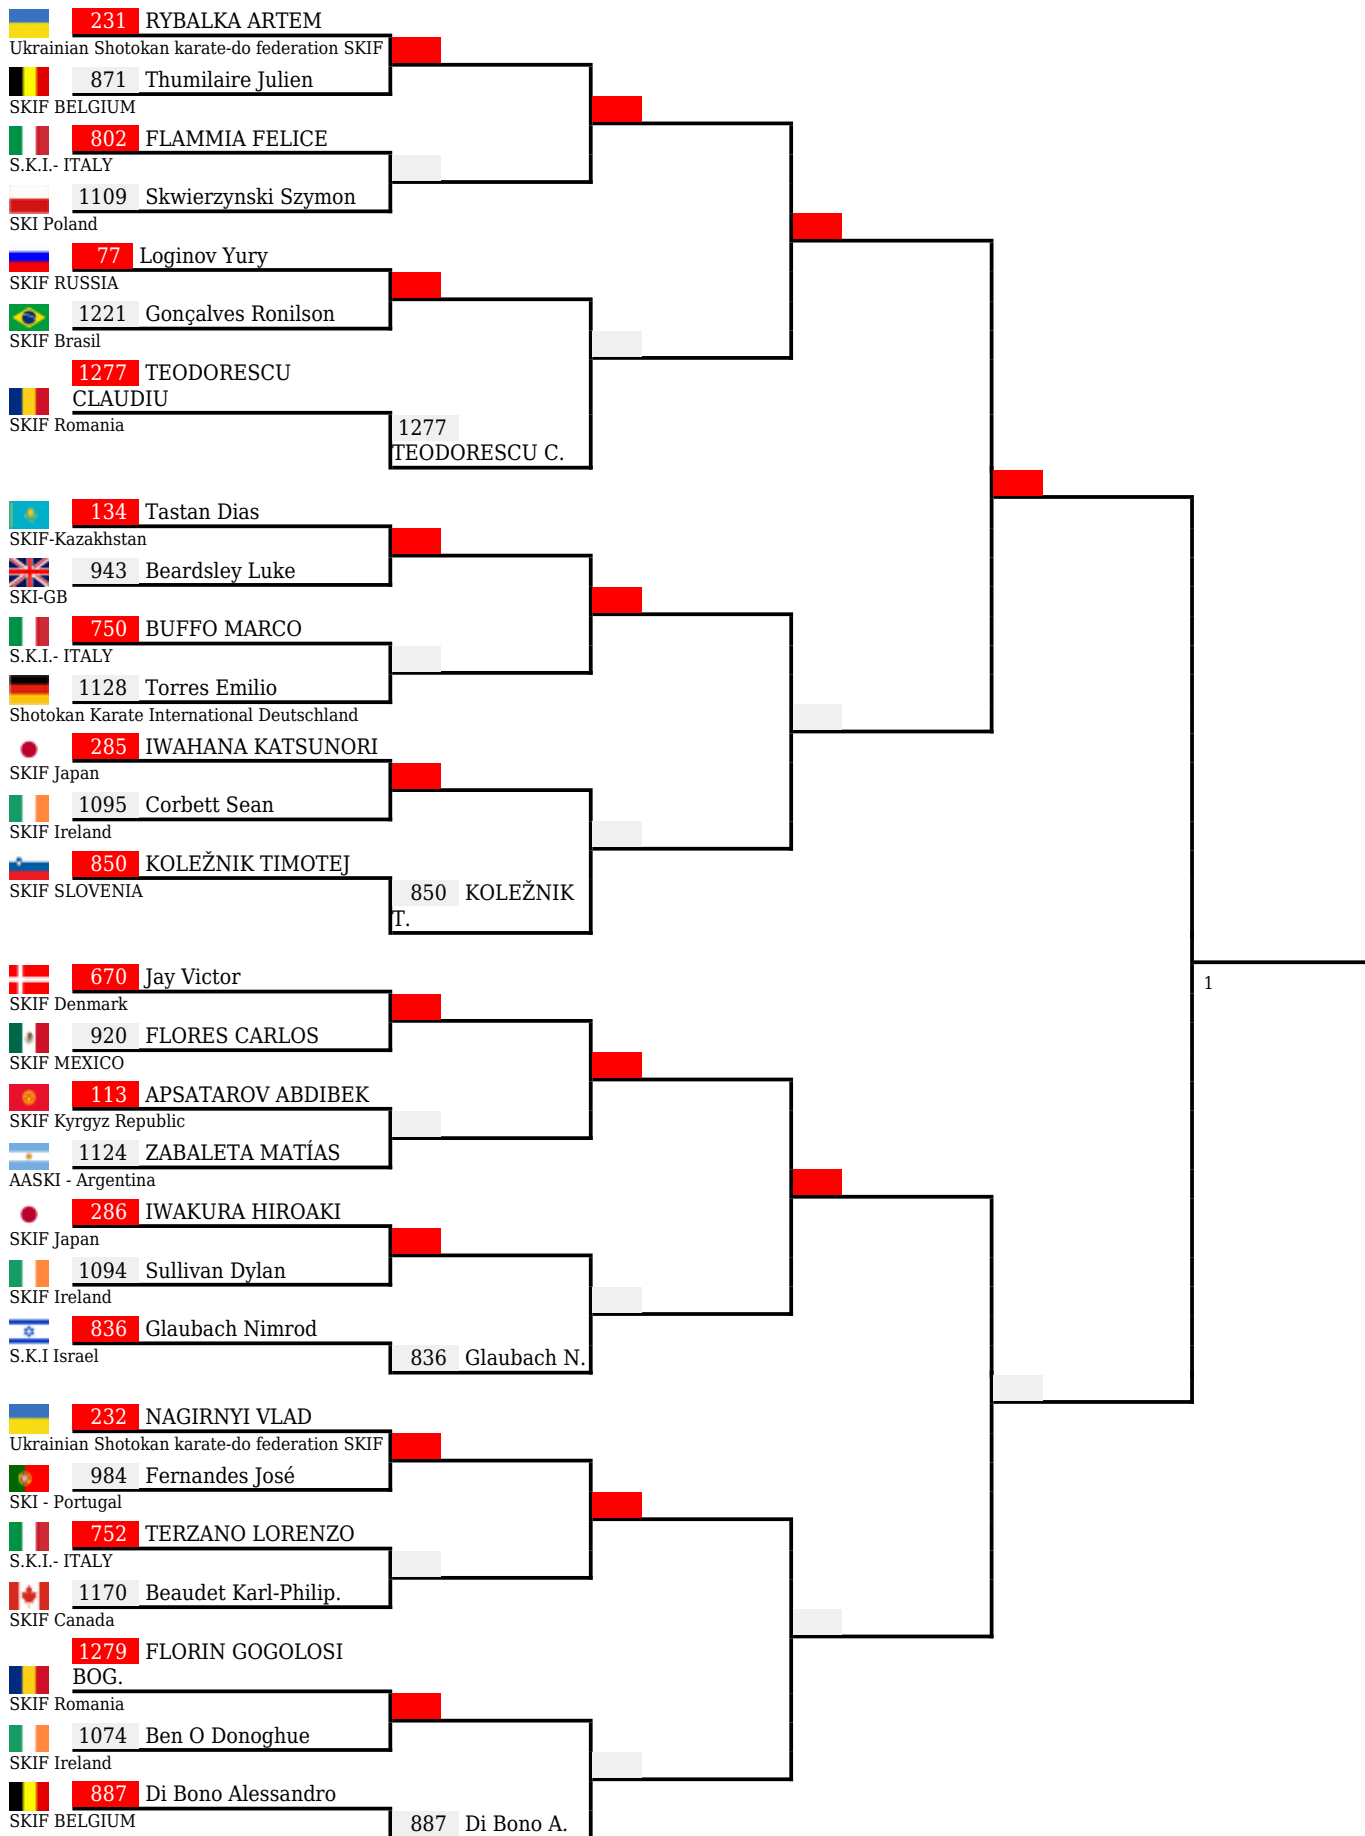 231 RYBALKA ARTEM
Ukrainian Shotokan karate-do federation SKIF
871 Thumilaire Julien
SKIF BELGIUM
802 FLAMMIA FELICE
S.K.I.- ITALY
1109 Skwierzynski Szymon
SKI Poland
77 Loginov Yury
SKIF RUSSIA
1221 Gonçalves Ronilson
SKIF Brasil
1277 TEODORESCU
CLAUDIU
SKIF Romania
1277
TEODORESCU C.
134 Tastan Dias
SKIF-Kazakhstan
943 Beardsley Luke
SKI-GB
750 BUFFO MARCO
S.K.I.- ITALY
1128 Torres Emilio
Shotokan Karate International Deutschland
285 IWAHANA KATSUNORI
SKIF Japan
1095 Corbett Sean
SKIF Ireland
850 KOLEŽNIK TIMOTEJ
SKIF SLOVENIA
850 KOLEŽNIK
T.
670 Jay Victor
1
SKIF Denmark
920 FLORES CARLOS
SKIF MEXICO
113 APSATAROV ABDIBEK
SKIF Kyrgyz Republic
1124 ZABALETA MATÍAS
AASKI - Argentina
286 IWAKURA HIROAKI
SKIF Japan
1094 Sullivan Dylan
SKIF Ireland
836 Glaubach Nimrod
S.K.I Israel
836 Glaubach N.
232 NAGIRNYI VLAD
Ukrainian Shotokan karate-do federation SKIF
984 Fernandes José
SKI - Portugal
752 TERZANO LORENZO
S.K.I.- ITALY
1170 Beaudet Karl-Philip.
SKIF Canada
1279 FLORIN GOGOLOSI
BOG.
SKIF Romania
1074 Ben O Donoghue
SKIF Ireland
887 Di Bono Alessandro
SKIF BELGIUM
887 Di Bono A.